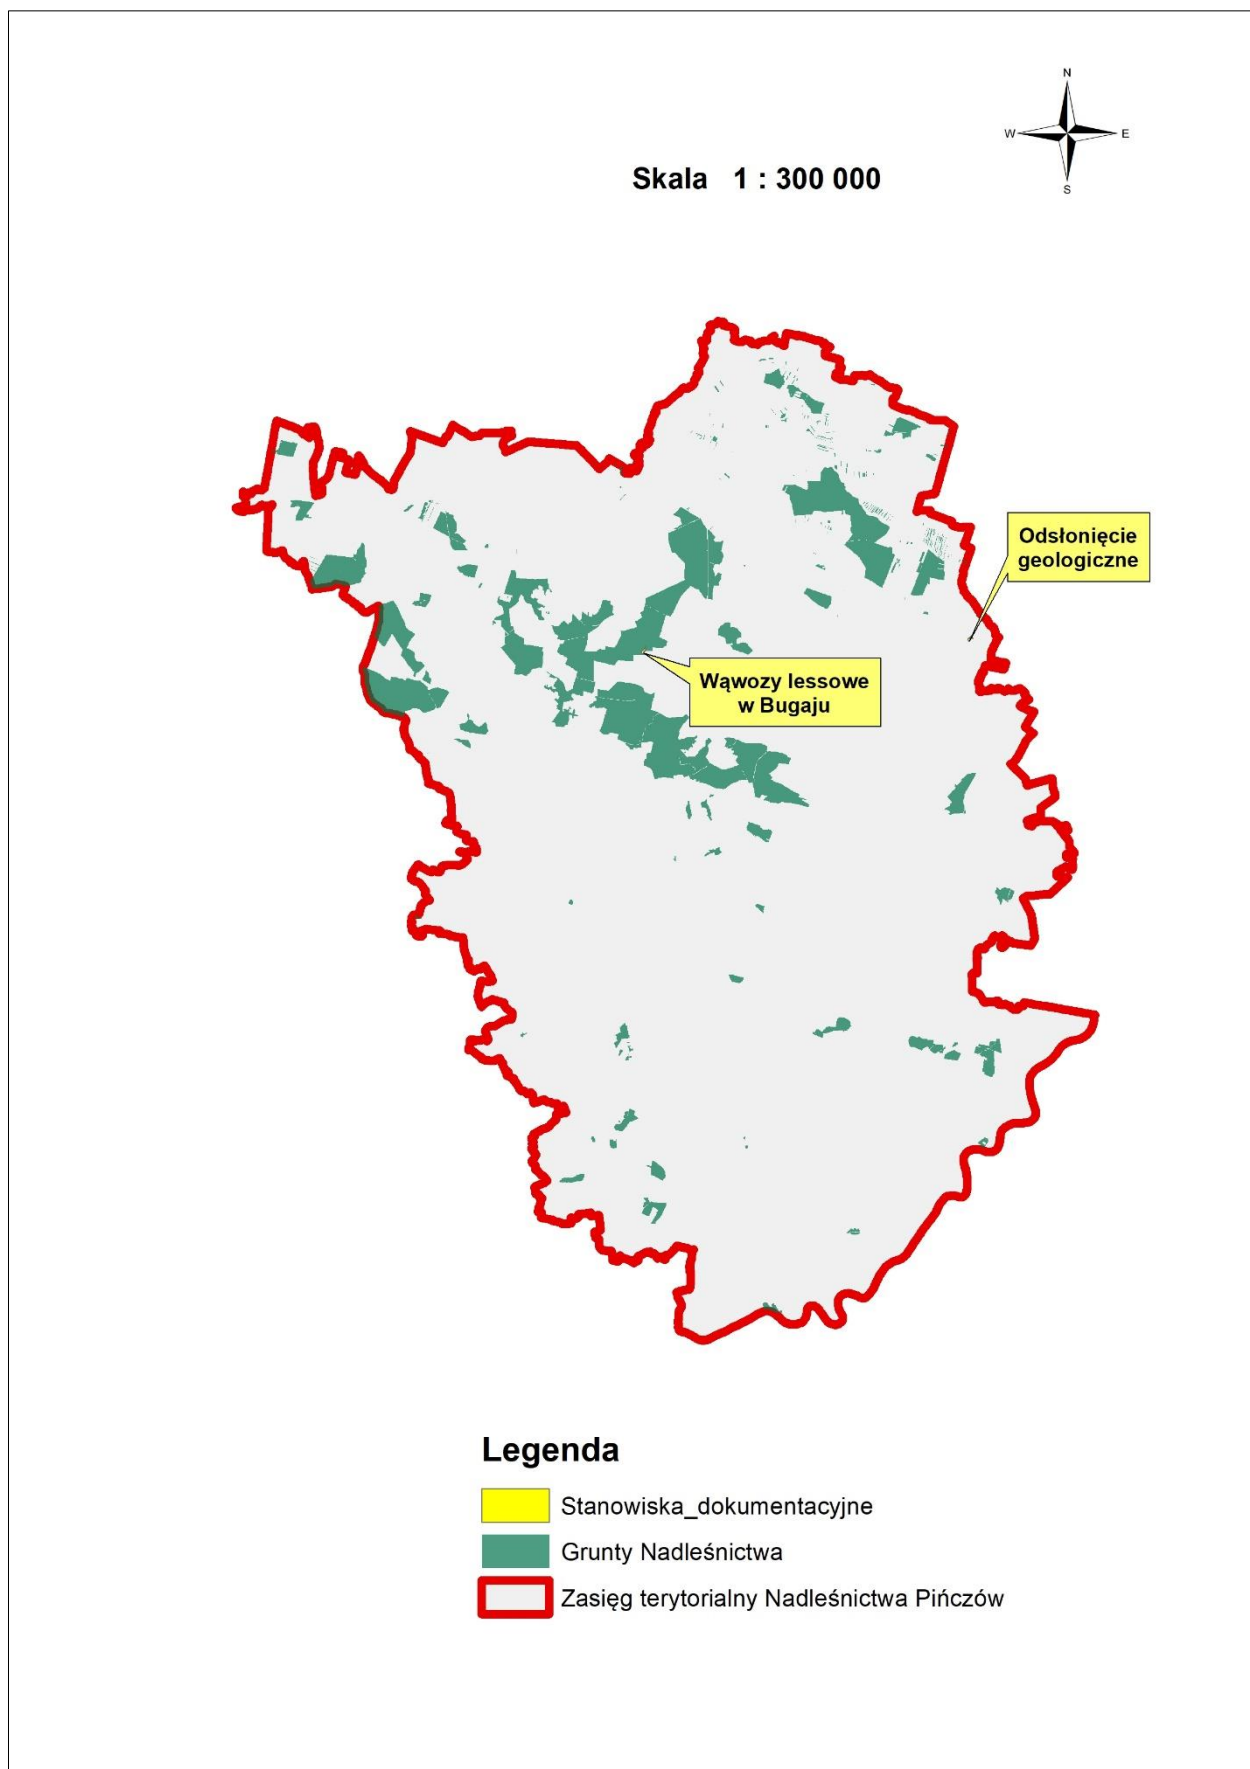 N
W
E
S
Skala 1 : 300 000
Odsłonięcie
geologiczne
Wąwozy lessowe
w Bugaju
Legenda
Stanowiska_dokumentacyjne
Grunty Nadleśnictwa
Zasięg terytorialny Nadleśnictwa Pińczów